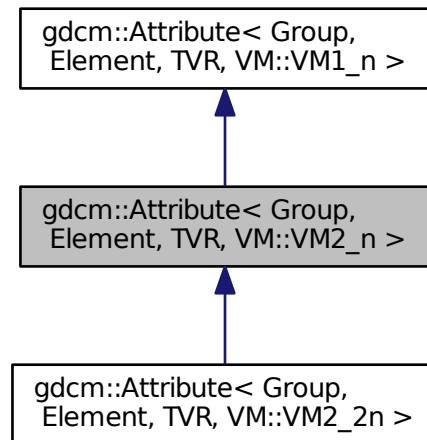 gdcm::Attribute< Group,
Element, TVR, VM::VM1_n >
gdcm::Attribute< Group,
Element, TVR, VM::VM2_n >
gdcm::Attribute< Group,
Element, TVR, VM::VM2_2n >